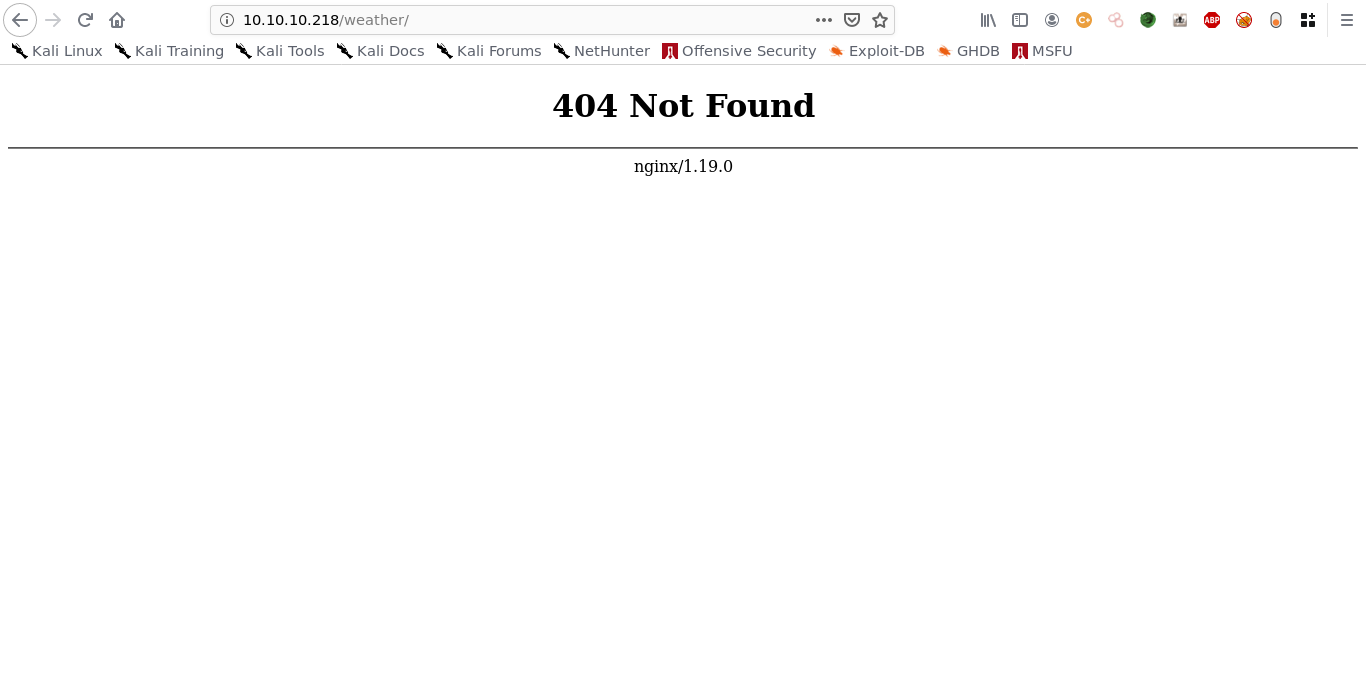 10.10.10.218/weather/
C+
ABP
Kali Linux Kali Training Kali Tools Kali Docs Kali Forums NetHunter Offensive Security Exploit-DB GHDB MSFU
404 Not Found
nginx/1.19.0